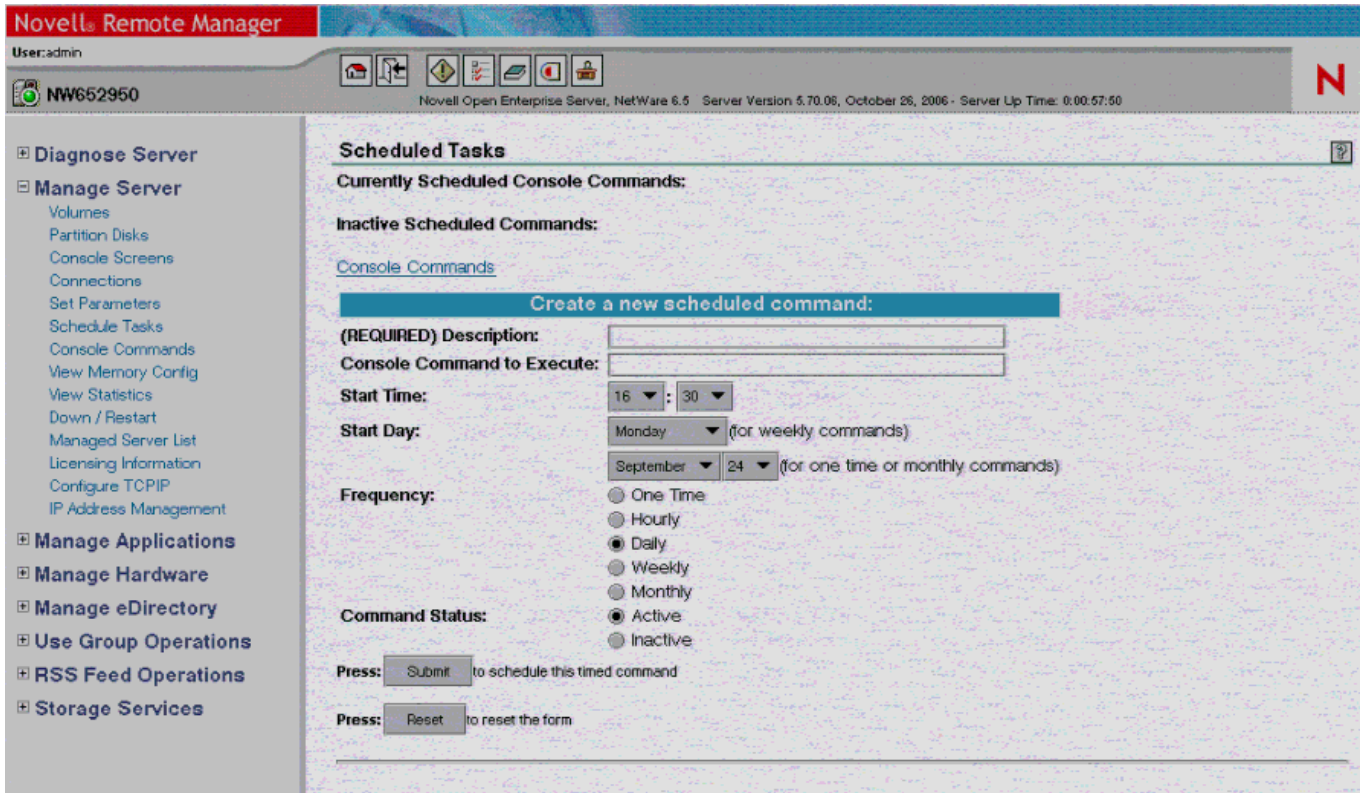 Novell® Remote Manager
User:admin
NW652950
Novell Open Enterprise Server, NetWare 6.5 Server Version 5.70.06, October 26, 2006 - Server Up Time: 0:00:57:50
N
Diagnose Server
Manage Server
Volumes
Partition Disks
Console Screens
Connections
Set Parameters
Schedule Tasks
Console Commands
View Memory Config
View Statistics
Down / Restart
Managed Server List
Licensing Information
Configure TCPIP
IP Address Management
Manage Applications
Manage Hardware
Manage eDirectory
Use Group Operations
RSS Feed Operations
Storage Services
Scheduled Tasks
?
Currently Scheduled Console Commands:
Inactive Scheduled Commands:
Console Commands
Create a new scheduled command:
(REQUIRED) Description:
Console Command to Execute:
Start Time: 16 : 30
Start Day: Monday (for weekly commands)
September 24 (for one time or monthly commands)
Frequency: One Time
Hourly
Daily
Weekly
Monthly
Command Status: Active
Inactive
Press: Submit to schedule this timed command
Press: Reset to reset the form